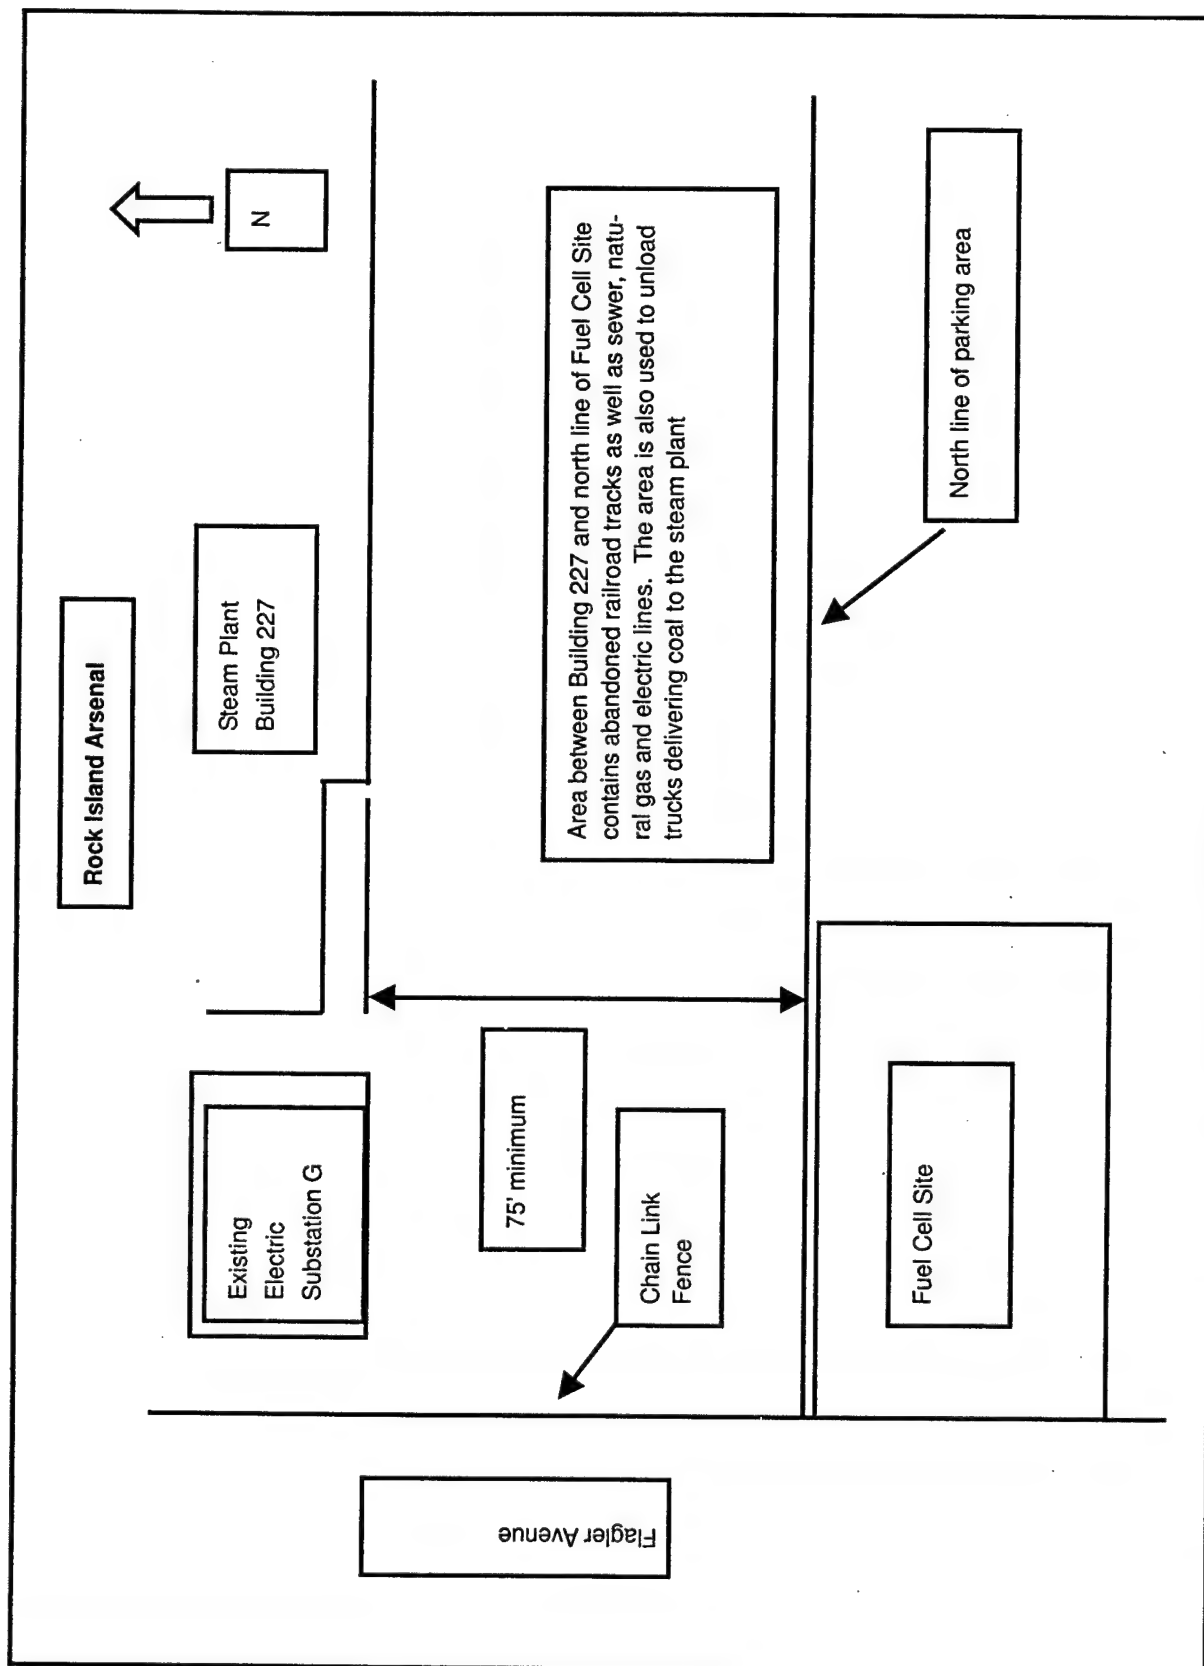 Rock Island Arsenal
N
Steam Plant
Building 227
Existing
Electric
Substation G
Area between Building 227 and north line of Fuel Cell Site
contains abandoned railroad tracks as well as sewer, natu-
ral gas and electric lines. The area is also used to unload
trucks delivering coal to the steam plant
75' minimum
Chain Link
Fence
Flagler Avenue
North line of parking area
Fuel Cell Site